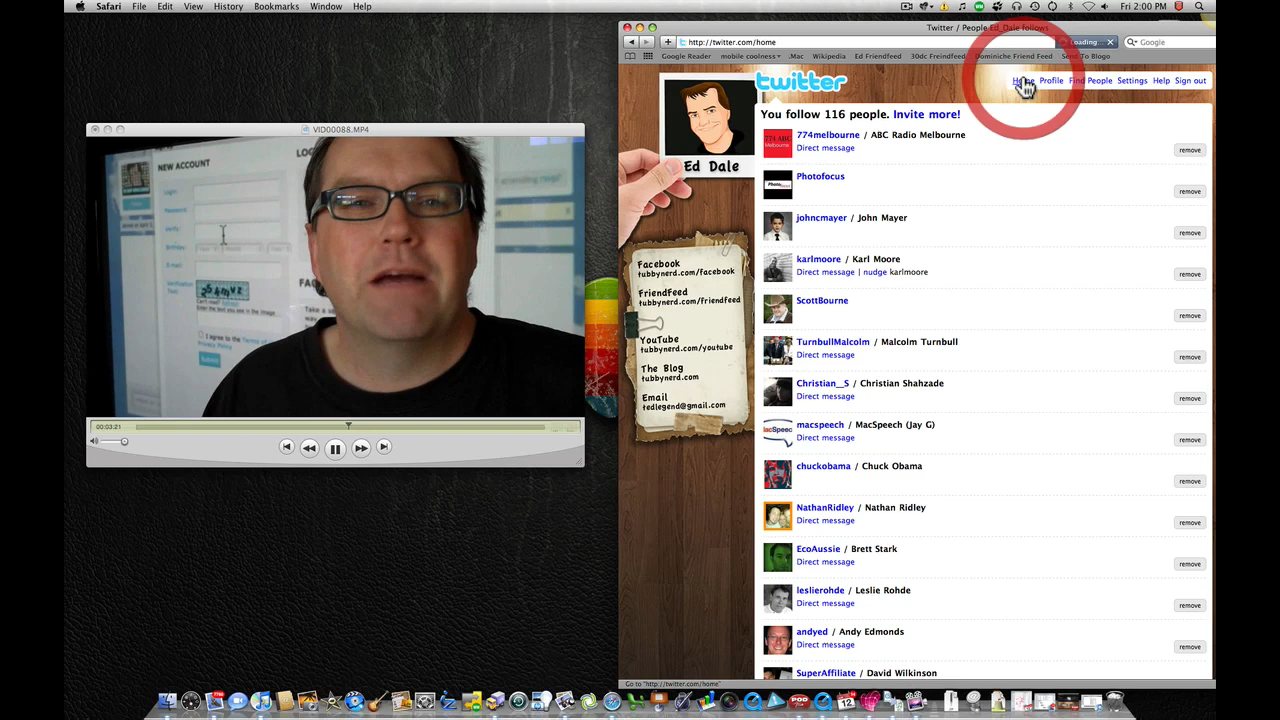 Safari File Edit View History Bookmarks Window Help
Fri 2:00 PM
VID00088.MP4
NEW ACCOUNT
00:03:21
Twitter / People Ed_Dale follows
http://twitter.com/home
Loading...
Google
Google Reader mobile coolness .Mac Wikipedia Ed Friendfeed 30dc Freindfeed Dominiche Friend Feed Send To Blogo
twitter
Home Profile Find People Settings Help Sign out
Ed Dale
Facebook
tubbynerd.com/facebook
FriendFeed
tubbynerd.com/friendfeed
YouTube
tubbynerd.com/youtube
The Blog
tubbynerd.com
Email
tedlegend@gmail.com
You follow 116 people. Invite more!
774melbourne / ABC Radio Melbourne
Direct message
remove
Photofocus
remove
johncmayer / John Mayer
remove
karlmoore / Karl Moore
Direct message | nudge karlmoore
remove
ScottBourne
remove
TurnbullMalcolm / Malcolm Turnbull
Direct message
remove
Christian__S / Christian Shahzade
Direct message
remove
macspeech / MacSpeech (Jay G)
Direct message
remove
chuckobama / Chuck Obama
remove
NathanRidley / Nathan Ridley
Direct message
remove
EcoAussie / Brett Stark
Direct message
remove
leslierohde / Leslie Rohde
Direct message
remove
andyed / Andy Edmonds
Direct message
remove
SuperAffiliate / David Wilkinson
Go to "http://twitter.com/home"